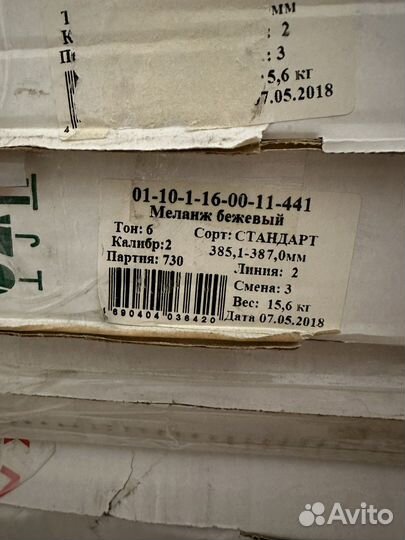 мм
2
3
15,6 кг
07.05.2018
01-10-1-16-00-11-441
Меланж бежевый
Тон: 6 Сорт: СТАНДАРТ
Калибр:2 385,1-387,0мм
Партия: 730 Линия: 2
Смена: 3
Вес: 15,6 кг
4690404 036420 Дата 07.05.2018
Avito